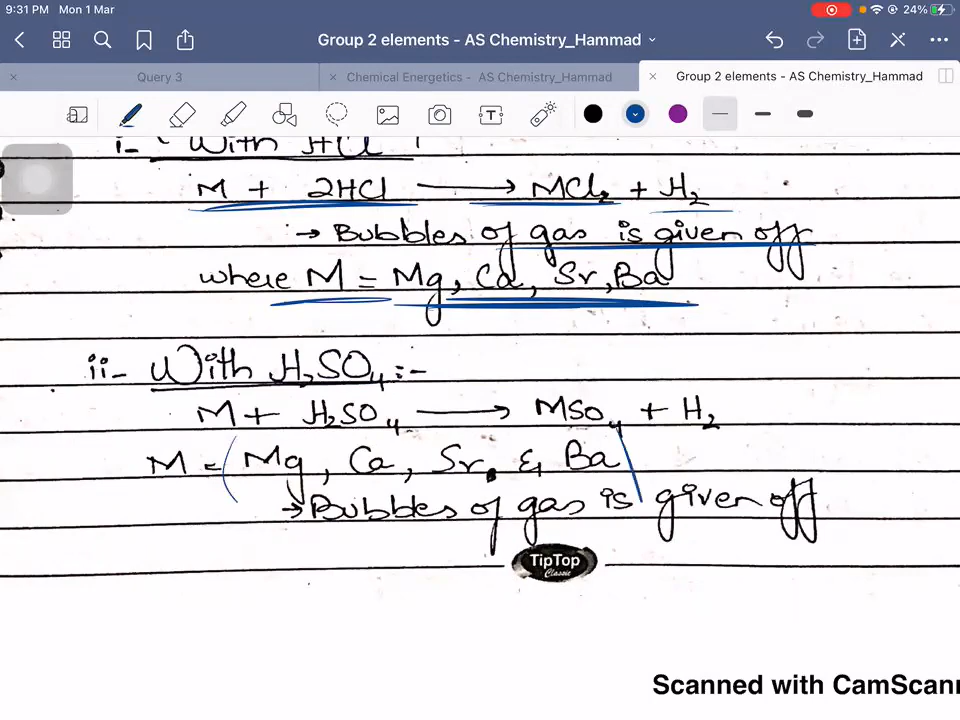 9:31 PM Mon 1 Mar
24%
Group 2 elements - AS Chemistry_Hammad
Query 3
Chemical Energetics - AS Chemistry_Hammad
Group 2 elements - AS Chemistry_Hammad
i- With HCl
M + 2HCl → MCl₂ + H₂
→ Bubbles of gas is given off
where M = Mg, Ca, Sr, Ba
ii- With H₂SO₄:-
M + H₂SO₄ → MSO₄ + H₂
M = (Mg, Ca, Sr, & Ba
→ Bubbles of gas is given off
TipTop
Classic
Scanned with CamScann